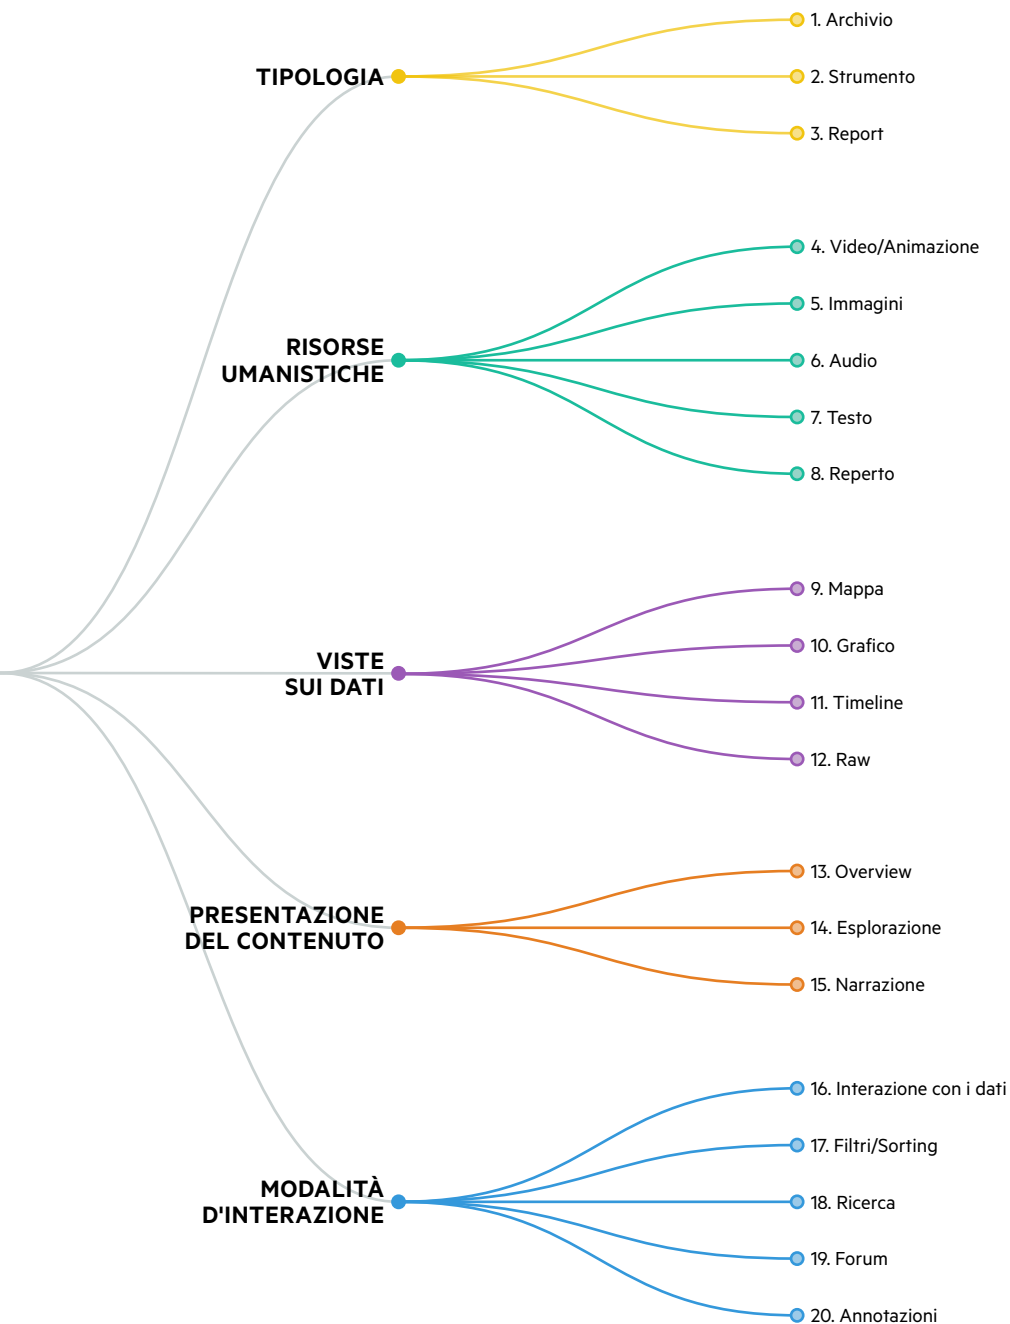 TIPOLOGIA
1. Archivio
2. Strumento
3. Report
RISORSE
UMANISTICHE
4. Video/Animazione
5. Immagini
6. Audio
7. Testo
8. Reperto
VISTE
SUI DATI
9. Mappa
10. Grafico
11. Timeline
12. Raw
PRESENTAZIONE
DEL CONTENUTO
13. Overview
14. Esplorazione
15. Narrazione
MODALITÀ
D'INTERAZIONE
16. Interazione con i dati
17. Filtri/Sorting
18. Ricerca
19. Forum
20. Annotazioni